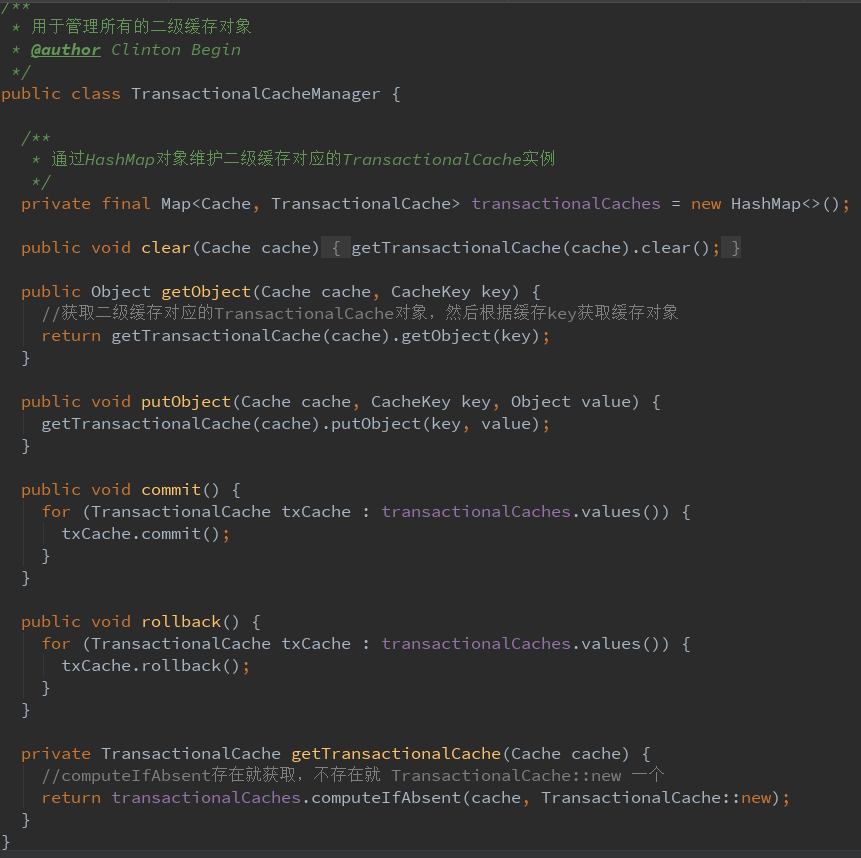 /**
 * 用于管理所有的二级缓存对象
 * @author Clinton Begin
 */
public class TransactionalCacheManager {
  /**
   * 通过HashMap对象维护二级缓存对应的TransactionalCache实例
   */
  private final Map<Cache, TransactionalCache> transactionalCaches = new HashMap<>();
  public void clear(Cache cache) { getTransactionalCache(cache).clear(); }
  public Object getObject(Cache cache, CacheKey key) {
    //获取二级缓存对应的TransactionalCache对象，然后根据缓存key获取缓存对象
    return getTransactionalCache(cache).getObject(key);
  }
  public void putObject(Cache cache, CacheKey key, Object value) {
    getTransactionalCache(cache).putObject(key, value);
  }
  public void commit() {
    for (TransactionalCache txCache : transactionalCaches.values()) {
      txCache.commit();
    }
  }
  public void rollback() {
    for (TransactionalCache txCache : transactionalCaches.values()) {
      txCache.rollback();
    }
  }
  private TransactionalCache getTransactionalCache(Cache cache) {
    //computeIfAbsent存在就获取，不存在就 TransactionalCache::new 一个
    return transactionalCaches.computeIfAbsent(cache, TransactionalCache::new);
  }
}